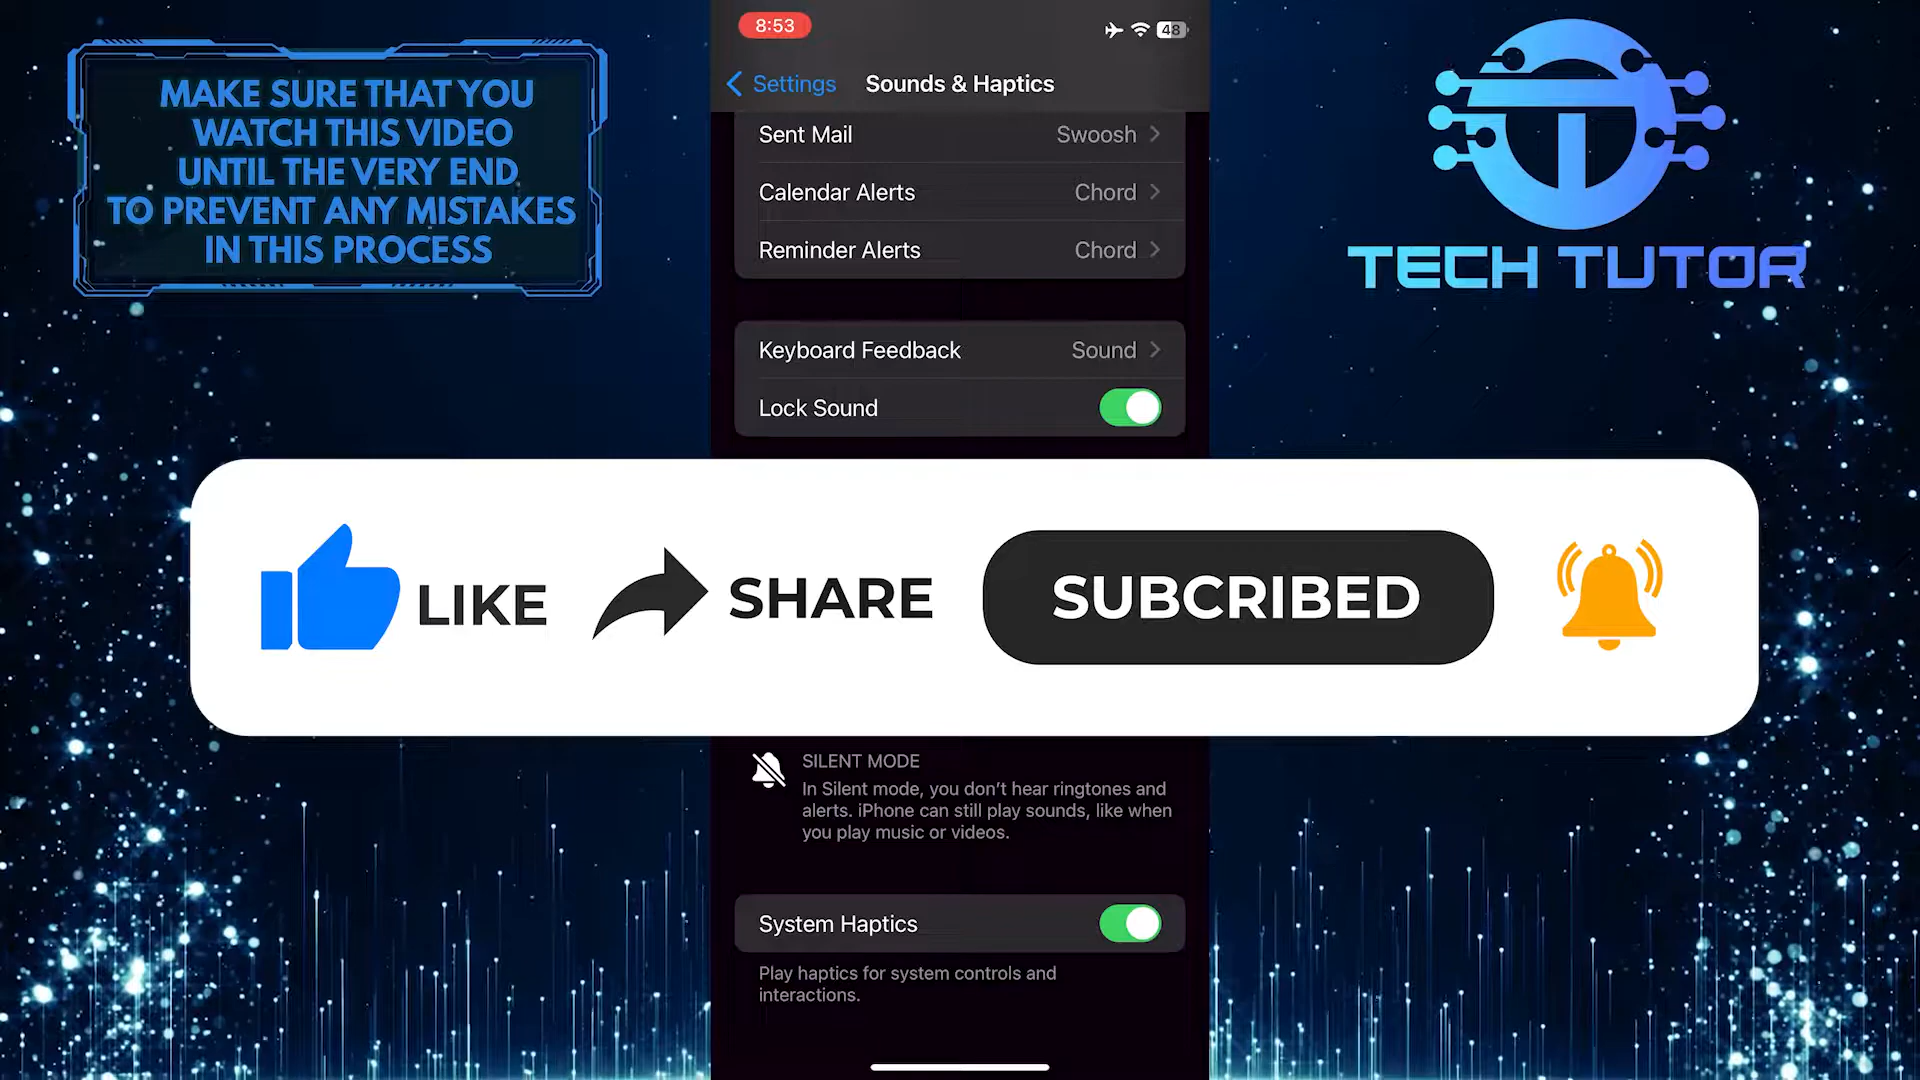 MAKE SURE THAT YOU
WATCH THIS VIDEO
UNTIL THE VERY END
TO PREVENT ANY MISTAKES
IN THIS PROCESS
8:53
48
Settings
Sounds & Haptics
Sent Mail
Swoosh
Calendar Alerts
Chord
Reminder Alerts
Chord
Keyboard Feedback
Sound
Lock Sound
TECH TUTOR
LIKE
SHARE
SUBCRIBED
SILENT MODE
In Silent mode, you don't hear ringtones and
alerts. iPhone can still play sounds, like when
you play music or videos.
System Haptics
Play haptics for system controls and
interactions.